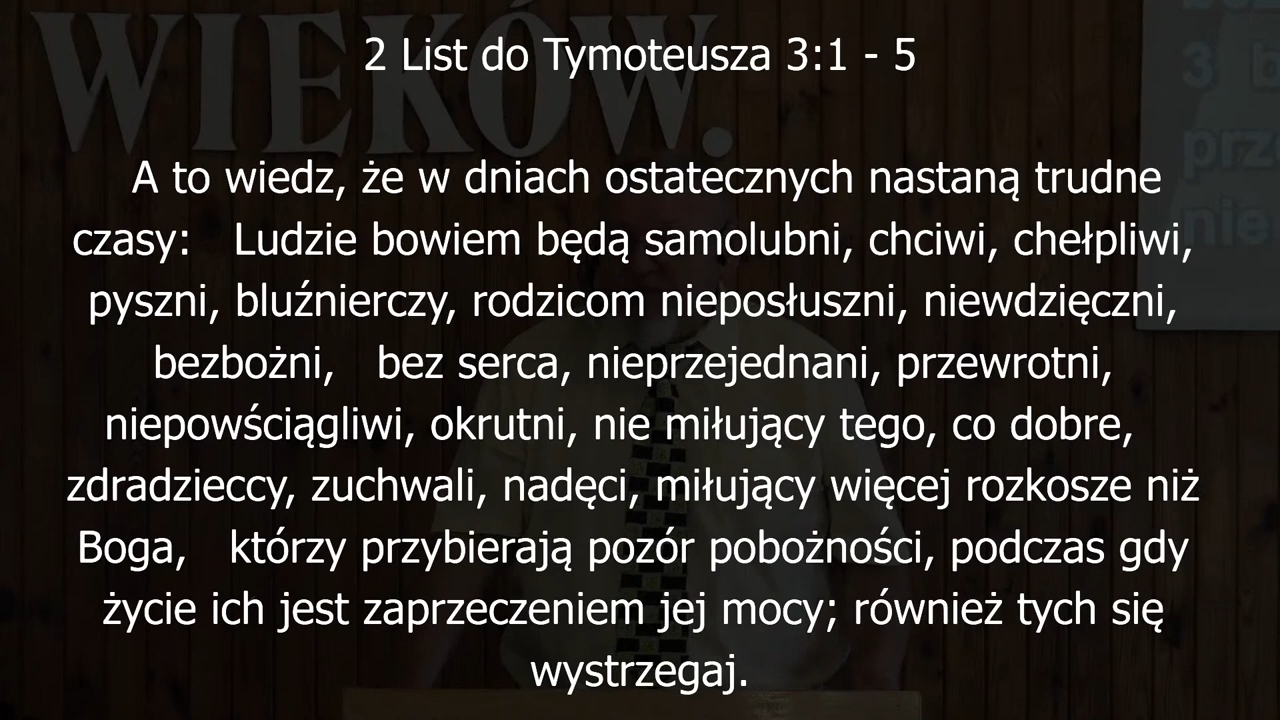 WIEKÓW.
2 List do Tymoteusza 3:1 - 5
A to wiedz, że w dniach ostatecznych nastaną trudne
czasy: Ludzie bowiem będą samolubni, chciwi, chełpliwi,
pyszni, bluźnierczy, rodzicom nieposłuszni, niewdzięczni,
bezbożni, bez serca, nieprzejednani, przewrotni,
niepowściągliwi, okrutni, nie miłujący tego, co dobre,
zdradzieccy, zuchwali, nadęci, miłujący więcej rozkosze niż
Boga, którzy przybierają pozór pobożności, podczas gdy
życie ich jest zaprzeczeniem jej mocy; również tych się
wystrzegaj.